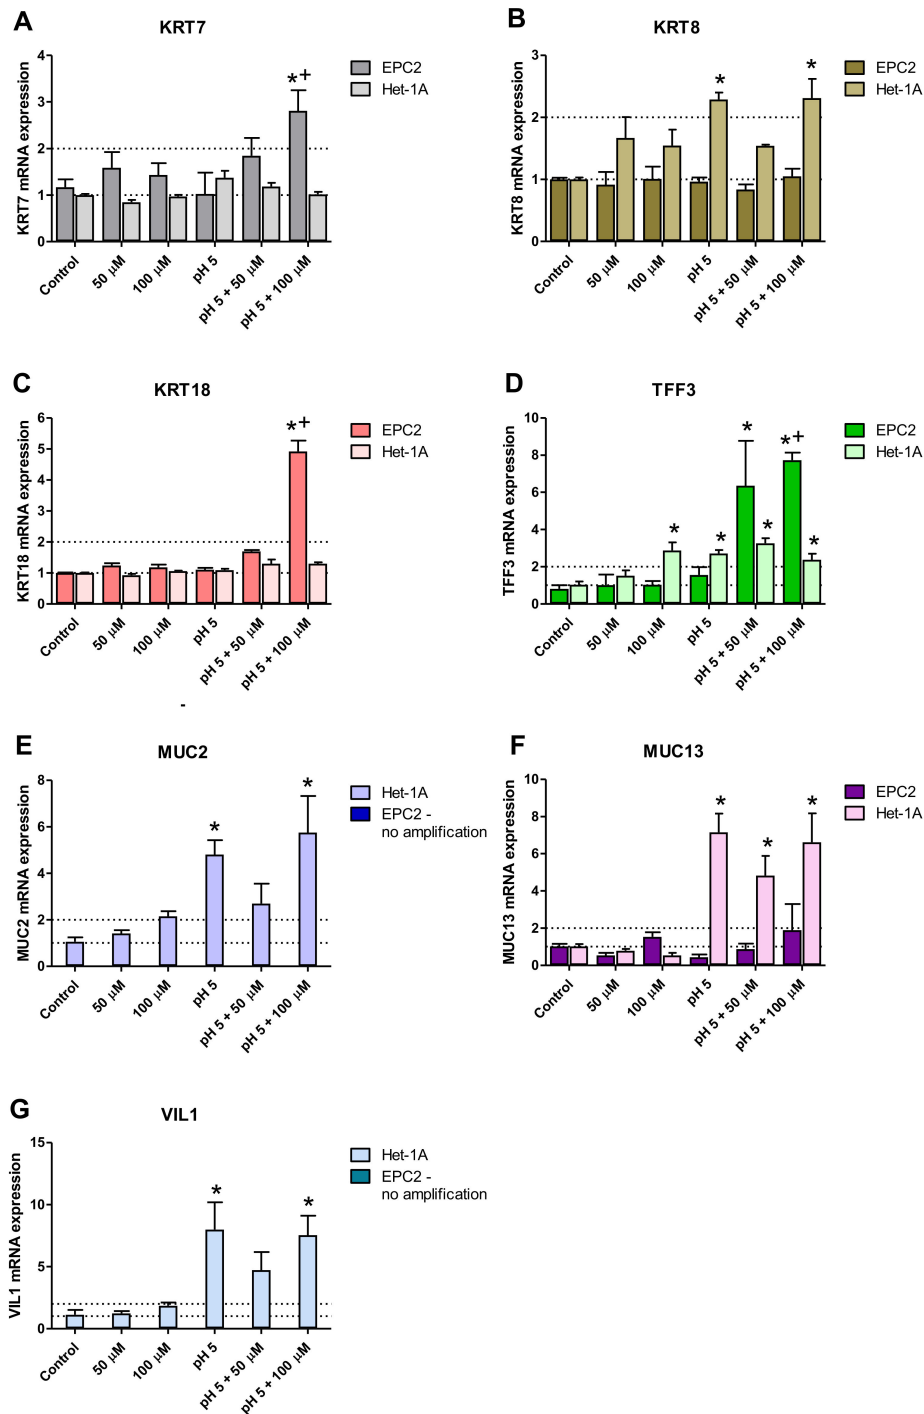 A
KRT7
KRT7 mRNA expression
4
3
2
1
0
*+
EPC2
Het-1A
Control
50 μM
100 μM
pH 5
pH 5 + 50 μM
pH 5 + 100 μM
B
KRT8
KRT8 mRNA expression
3
2
1
0
*
*
EPC2
Het-1A
Control
50 μM
100 μM
pH 5
pH 5 + 50 μM
pH 5 + 100 μM
C
KRT18
KRT18 mRNA expression
6
5
4
3
2
1
0
*+
EPC2
Het-1A
Control
50 μM
100 μM
pH 5
pH 5 + 50 μM
pH 5 + 100 μM
-
D
TFF3
TFF3 mRNA expression
10
8
6
4
2
0
*
*
*
*
*+
*
EPC2
Het-1A
Control
50 μM
100 μM
pH 5
pH 5 + 50 μM
pH 5 + 100 μM
E
MUC2
MUC2 mRNA expression
8
6
4
2
0
*
*
Het-1A
EPC2 -
no amplification
Control
50 μM
100 μM
pH 5
pH 5 + 50 μM
pH 5 + 100 μM
F
MUC13
MUC13 mRNA expression
10
8
6
4
2
0
*
*
*
EPC2
Het-1A
Control
50 μM
100 μM
pH 5
pH 5 + 50 μM
pH 5 + 100 μM
G
VIL1
VIL1 mRNA expression
15
10
5
0
*
*
Het-1A
EPC2 -
no amplification
Control
50 μM
100 μM
pH 5
pH 5 + 50 μM
pH 5 + 100 μM